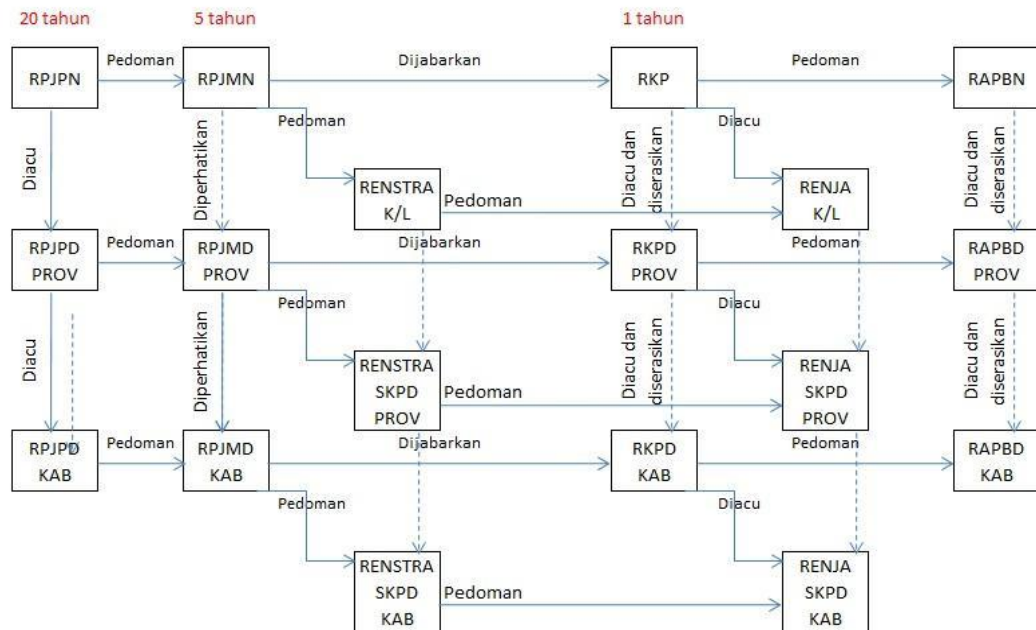 20 tahun
5 tahun
1 tahun
RPJPN
Pedoman
RPJMN
Dijabarkan
RKP
Pedoman
RAPBN
Diacu
Diperhatikan
Pedoman
Diacu dan
diserasikan
Diacu
Diacu dan
diserasikan
RENSTRA
K/L
Pedoman
RENJA
K/L
RPJPD
PROV
Pedoman
RPJMD
PROV
Dijabarkan
RKPD
PROV
Pedoman
RAPBD
PROV
Diacu
Diperhatikan
Pedoman
Diacu dan
diserasikan
Diacu
Diacu dan
diserasikan
RENSTRA
SKPD
PROV
Pedoman
RENJA
SKPD
PROV
RPJPD
KAB
Pedoman
RPJMD
KAB
Dijabarkan
RKPD
KAB
Pedoman
RAPBD
KAB
Pedoman
Diacu
RENSTRA
SKPD
KAB
Pedoman
RENJA
SKPD
KAB